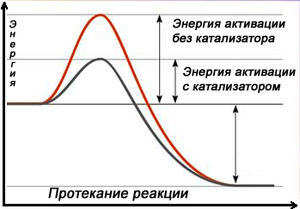 Энергия
Энергия активации
без катализатора
Энергия активации
с катализатором
Протекание реакции